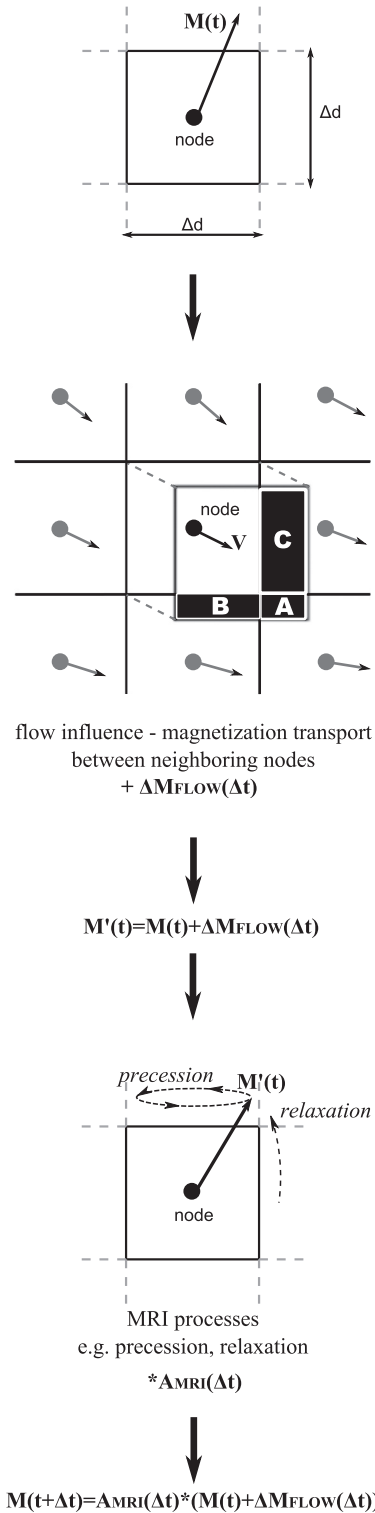 M(t)
Δd
node
Δd
node
V
C
B
A
flow influence - magnetization transport
between neighboring nodes
+ ΔMFLOW(Δt)
M'(t)=M(t)+ΔMFLOW(Δt)
precession
M'(t)
relaxation
node
MRI processes
e.g. precession, relaxation
*AMRI(Δt)
M(t+Δt)=AMRI(Δt)*(M(t)+ΔMFLOW(Δt))